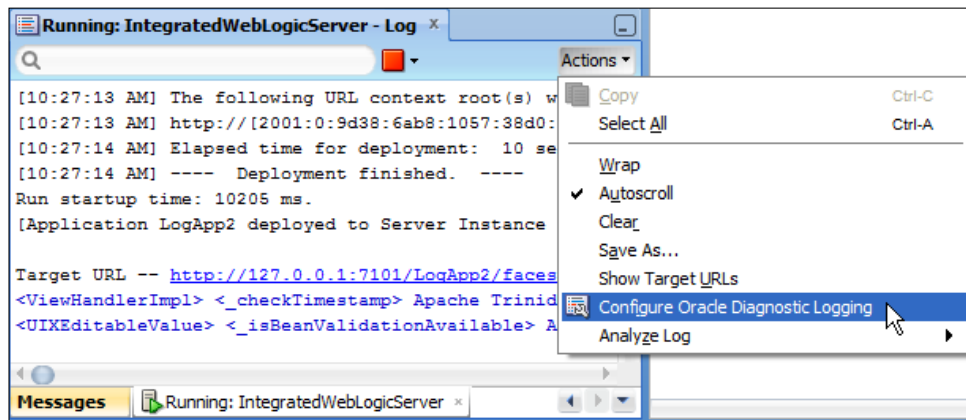 Running: IntegratedWebLogicServer - Log
Actions
[10:27:13 AM] The following URL context root(s) w
[10:27:13 AM] http://[2001:0:9d38:6ab8:1057:38d0:
[10:27:14 AM] Elapsed time for deployment:  10 se
[10:27:14 AM] ----  Deployment finished.  ----
Run startup time: 10205 ms.
[Application LogApp2 deployed to Server Instance
Target URL -- http://127.0.0.1:7101/LogApp2/faces
<ViewHandlerImpl> <_checkTimestamp> Apache Trinid
<UIXEditableValue> <_isBeanValidationAvailable> A
Copy Ctrl-C
Select All Ctrl-A
Wrap
Autoscroll
Clear
Save As...
Show Target URLs
Configure Oracle Diagnostic Logging
Analyze Log
Messages
Running: IntegratedWebLogicServer